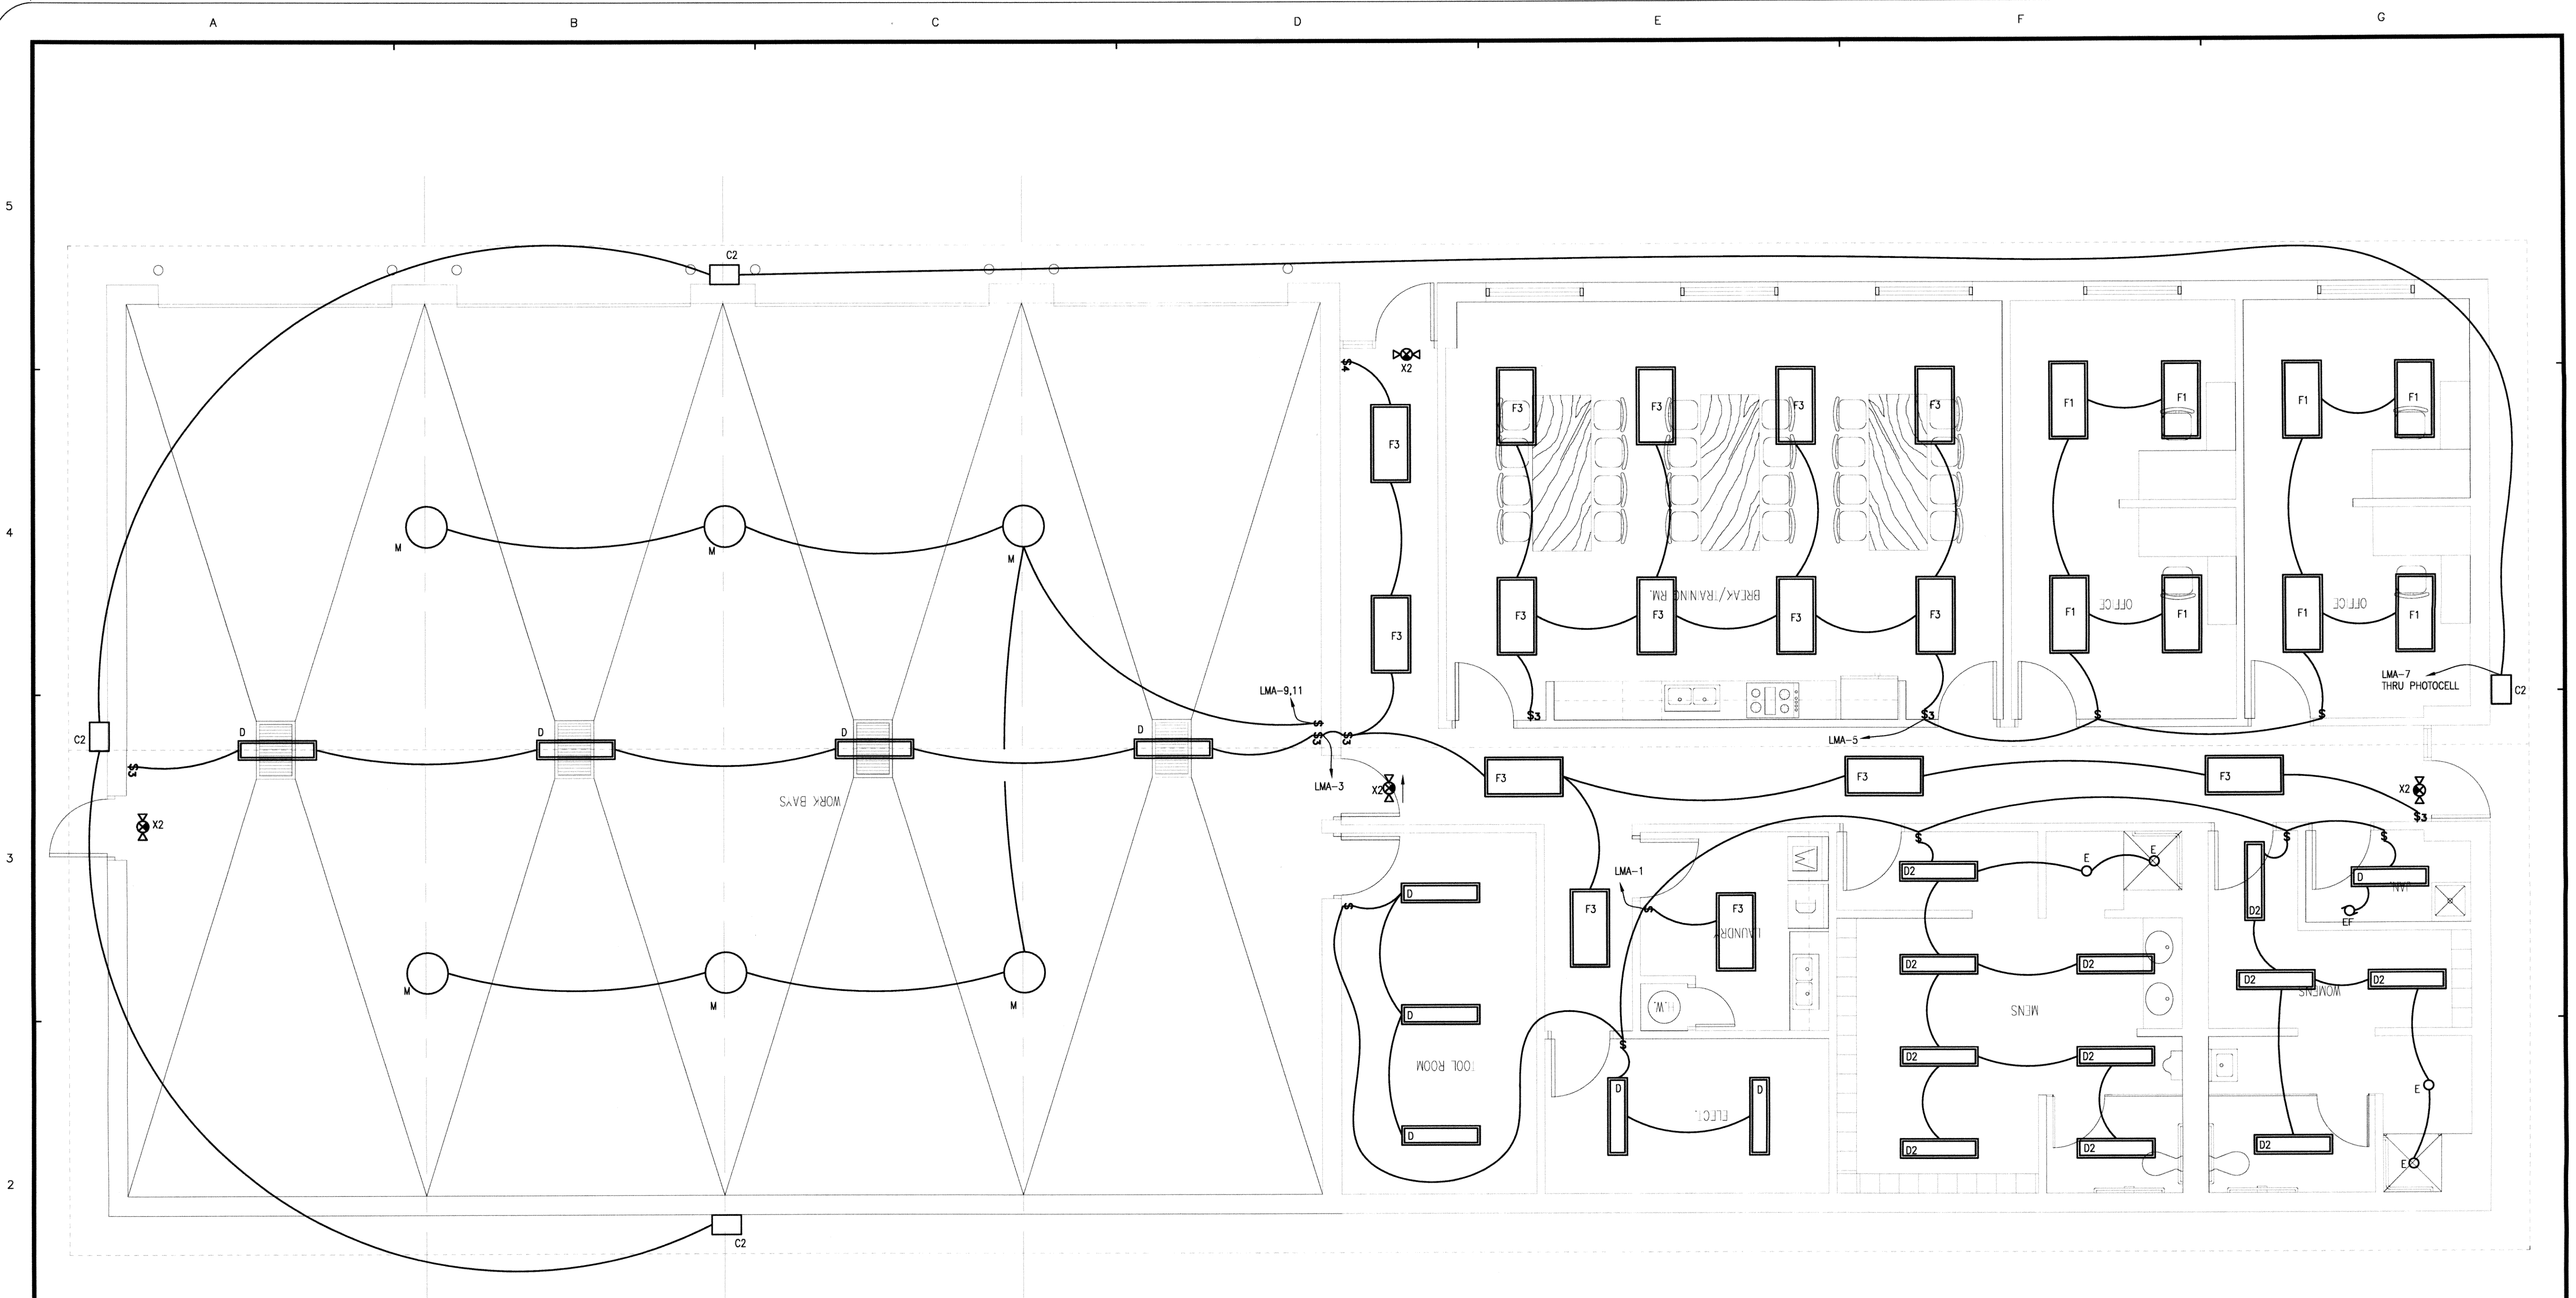 A B C D E F G
5
C2
X2
$4
F3 F3 F3 F3 F1 F1 F1 F1
F3
4
M M M
BREAK/TRAINING RM.
OFFICE OFFICE
F3 F3 F3 F3 F3 F1 F1 F1 F1
LMA-9,11
LMA-7
THRU PHOTOCELL
C2
$ $3 $3 $3 $3 $ $
LMA-5
C2
D D D D
$3
LMA-3
F3 F3 F3
X2 X2
X2
WORK BAYS
$3
3
$ $ $
W
D
E E
D2 D2
D
JAN.
EF
LMA-1
$ $
D
F3 F3
LAUNDRY
D2 D2
D2 D2
WOMENS
M M M
H.W.
MENS
D
$
TOOL ROOM
D2 D2
E
D D
ELECT.
D
D2 D2 D2
E
2
C2